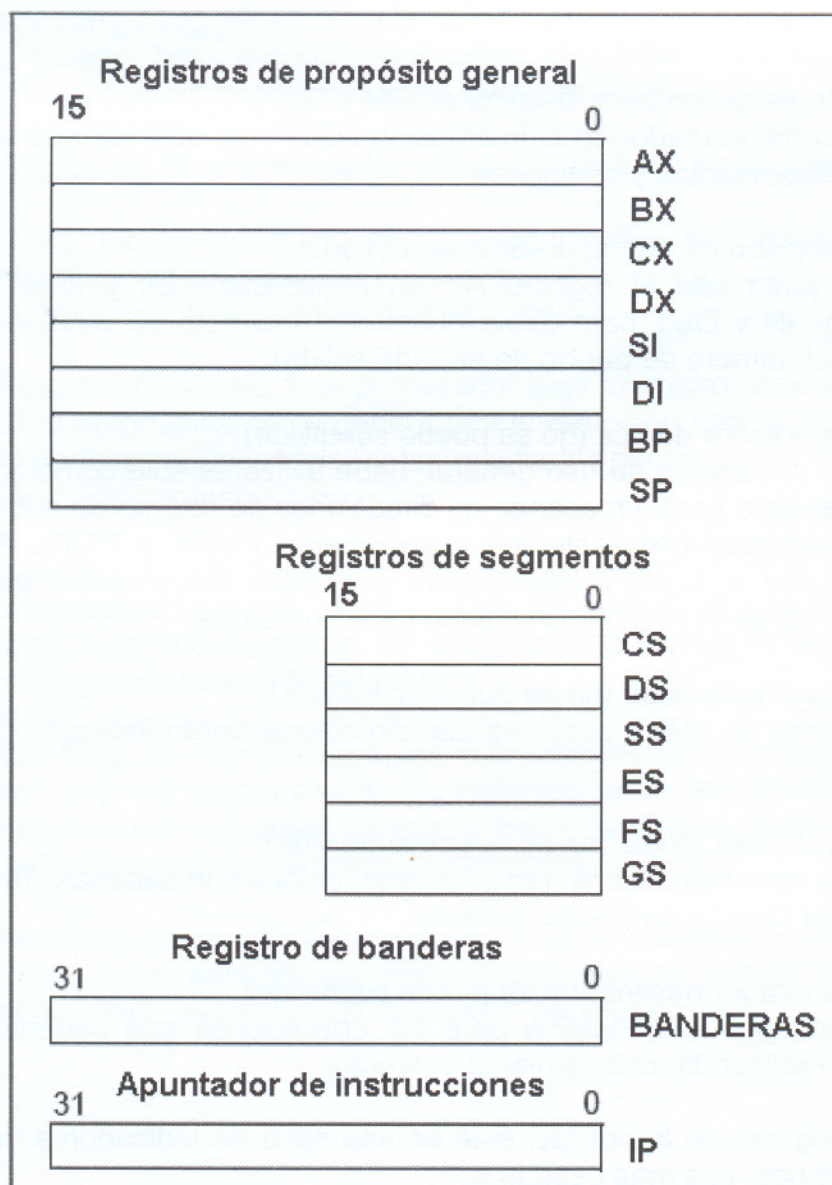 Registros de propósito general
15 0
AX
BX
CX
DX
SI
DI
BP
SP
Registros de segmentos
15 0
CS
DS
SS
ES
FS
GS
Registro de banderas
31 0
BANDERAS
Apuntador de instrucciones
31 0
IP